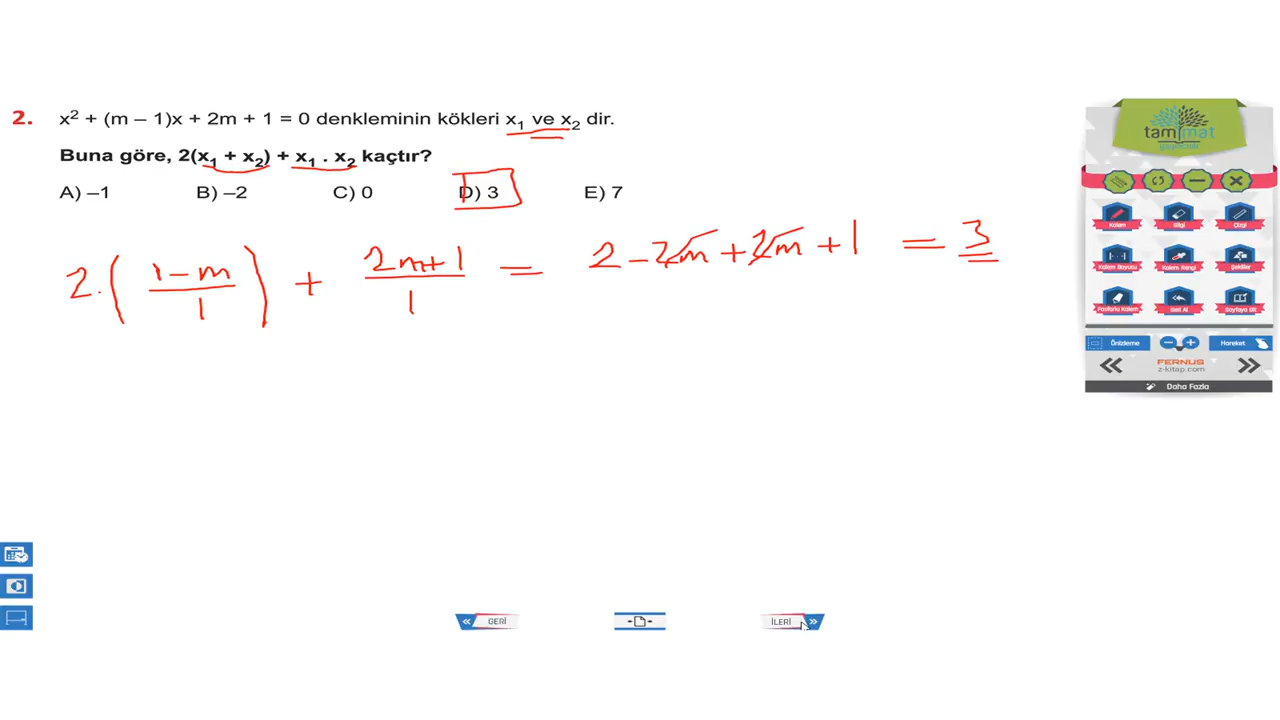 2. x² + (m – 1)x + 2m + 1 = 0 denkleminin kökleri x₁ ve x₂ dir.
Buna göre, 2(x₁ + x₂) + x₁ . x₂ kaçtır?
A) –1 B) –2 C) 0 D) 3 E) 7
2.((1-m)/1) + (2m+1)/1 = 2-2m+2m+1 = 3
tammat
yayıncılık
Kalem Silgi Çizgi
Kalem Boyutu Kalem Rengi Şekiller
Fosforlu Kalem Geri Al Sayfaya Git
Önizleme Hareket
FERNUS
z-kitap.com
Daha Fazla
GERİ İLERİ